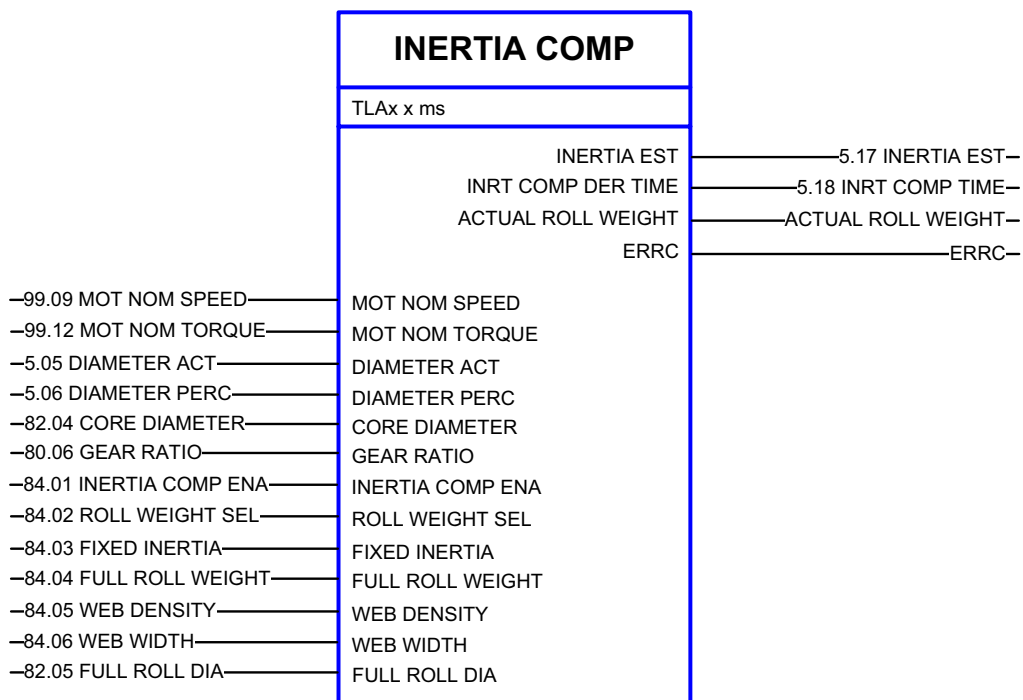 INERTIA COMP
TLAx x ms
INERTIA EST 5.17 INERTIA EST
INRT COMP DER TIME 5.18 INRT COMP TIME
ACTUAL ROLL WEIGHT ACTUAL ROLL WEIGHT
ERRC ERRC
99.09 MOT NOM SPEED MOT NOM SPEED
99.12 MOT NOM TORQUE MOT NOM TORQUE
5.05 DIAMETER ACT DIAMETER ACT
5.06 DIAMETER PERC DIAMETER PERC
82.04 CORE DIAMETER CORE DIAMETER
80.06 GEAR RATIO GEAR RATIO
84.01 INERTIA COMP ENA INERTIA COMP ENA
84.02 ROLL WEIGHT SEL ROLL WEIGHT SEL
84.03 FIXED INERTIA FIXED INERTIA
84.04 FULL ROLL WEIGHT FULL ROLL WEIGHT
84.05 WEB DENSITY WEB DENSITY
84.06 WEB WIDTH WEB WIDTH
82.05 FULL ROLL DIA FULL ROLL DIA